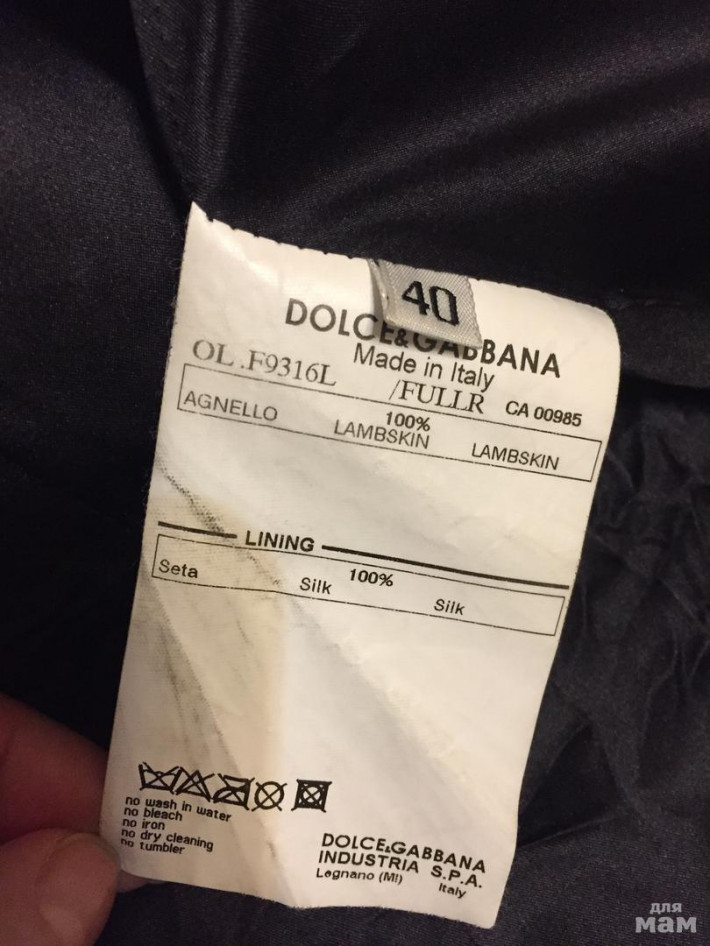 40
DOLCE&GABBANA
Made in Italy
OL.F9316L /FULLR CA 00985
100%
AGNELLO LAMBSKIN LAMBSKIN
LINING
100%
Seta Silk Silk
no wash in water
no bleach
no iron
no dry cleaning
no tumbler
DOLCE&GABBANA
INDUSTRIA S.P.A.
Legnano (MI) Italy
для
мам